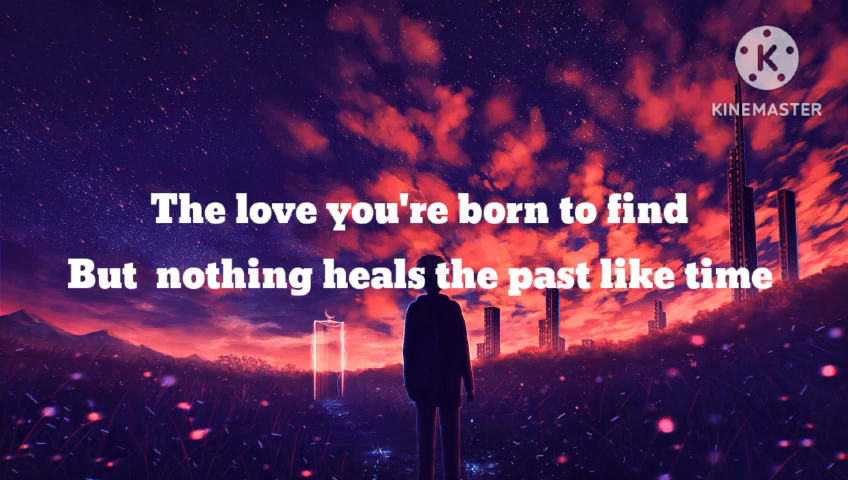 KINEMASTER
The love you're born to find
But nothing heals the past like time